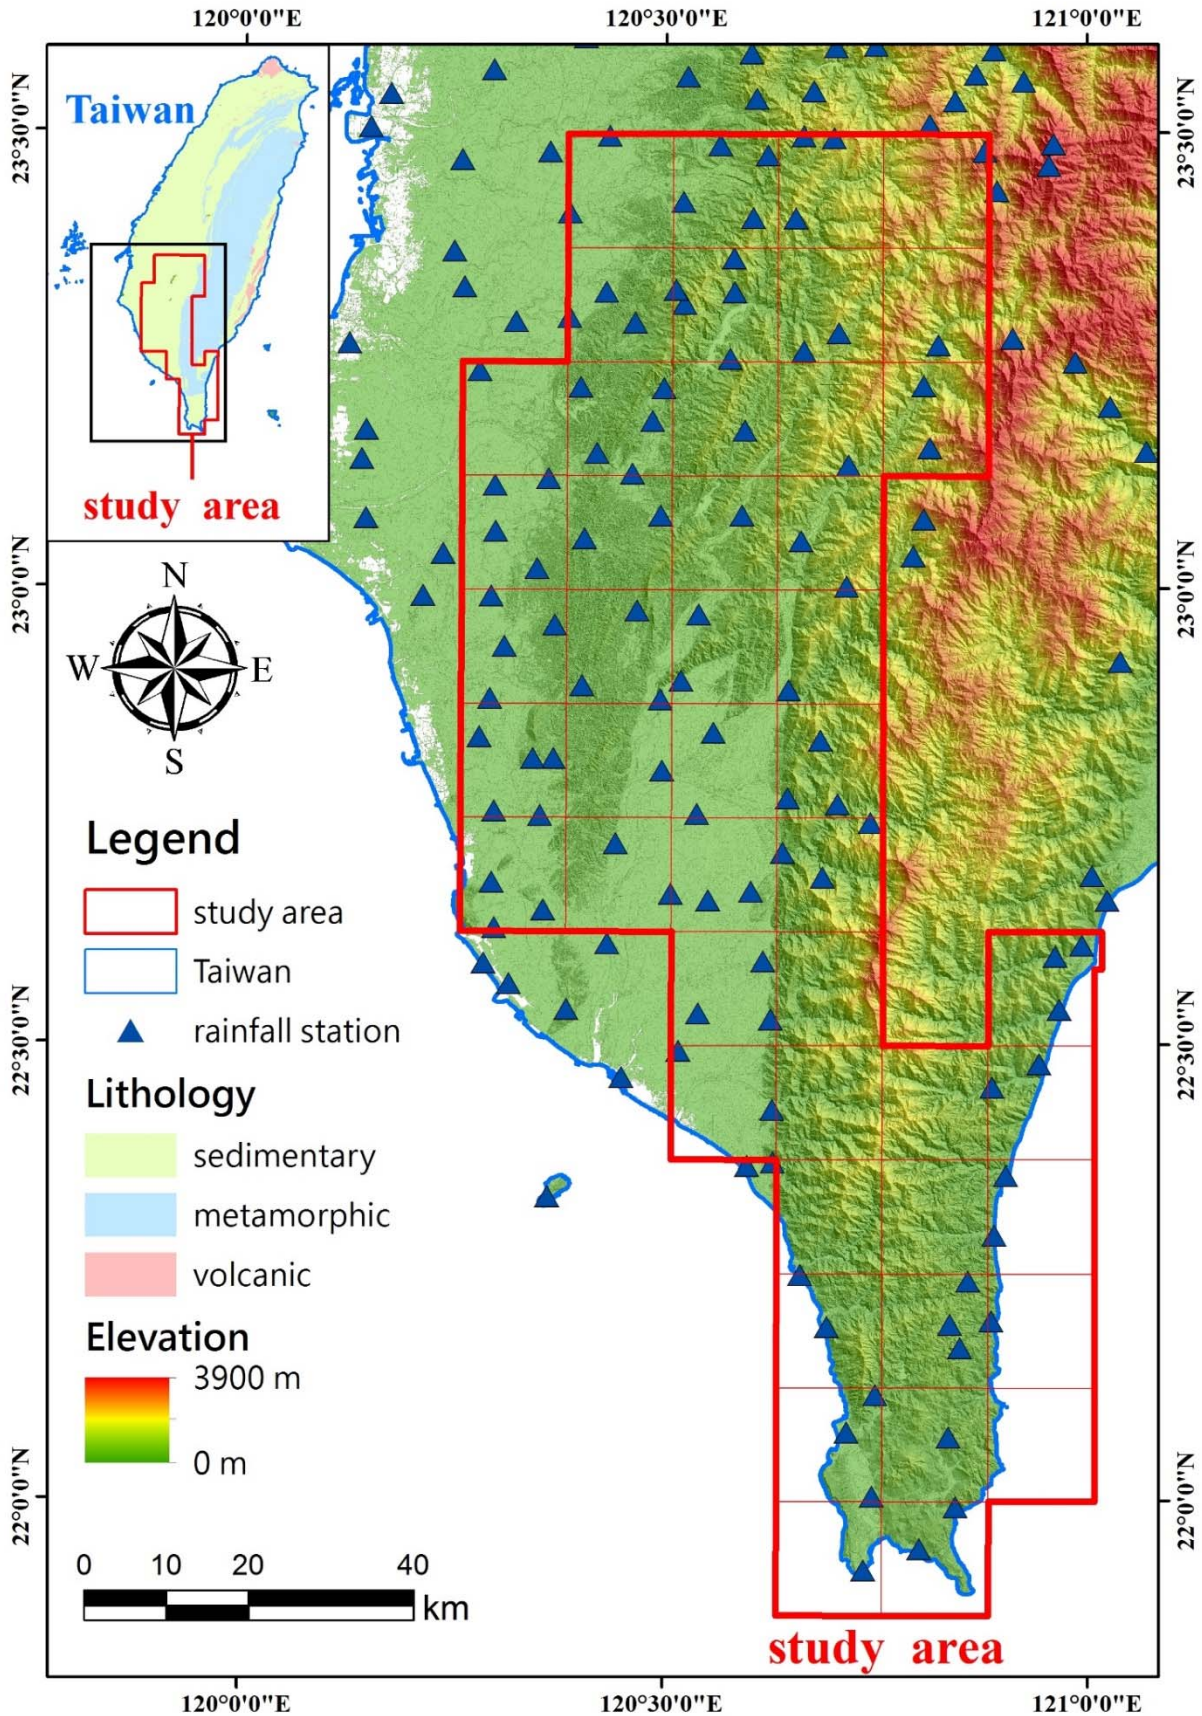 120°0'0"E 120°30'0"E 121°0'0"E
Taiwan
study area
23°30'0"N
23°30'0"N
23°0'0"N
23°0'0"N
22°30'0"N
22°30'0"N
22°0'0"N
22°0'0"N
N
W E
S
Legend
study area
Taiwan
rainfall station
Lithology
sedimentary
metamorphic
volcanic
Elevation
3900 m
0 m
0 10 20 40
km
study area
120°0'0"E 120°30'0"E 121°0'0"E